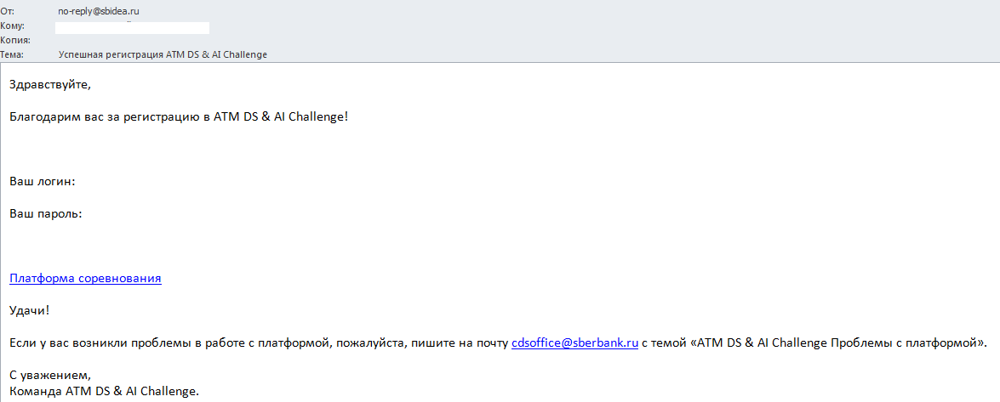 От: no-reply@sbidea.ru
Кому:
Копия:
Тема: Успешная регистрация ATM DS & AI Challenge
Здравствуйте,
Благодарим вас за регистрацию в ATM DS & AI Challenge!
Ваш логин:
Ваш пароль:
Платформа соревнования
Удачи!
Если у вас возникли проблемы в работе с платформой, пожалуйста, пишите на почту cdsoffice@sberbank.ru с темой «ATM DS & AI Challenge Проблемы с платформой».
С уважением,
Команда ATM DS & AI Challenge.